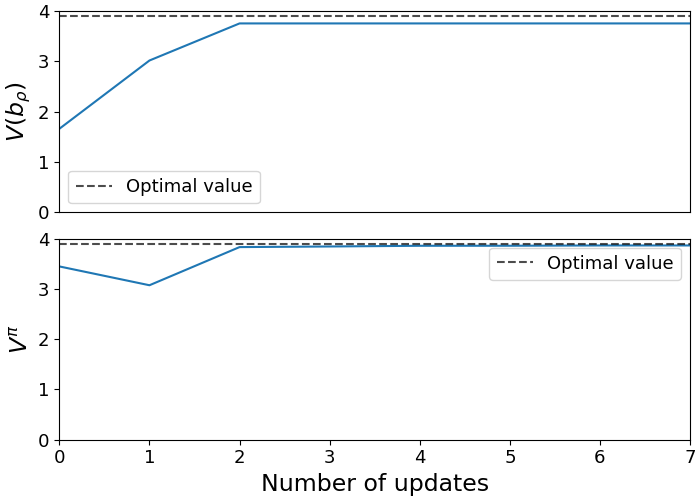 4
3
2
1
0
V(b_ρ)
Optimal value
4
3
2
1
0
V^π
Optimal value
0 1 2 3 4 5 6 7
Number of updates